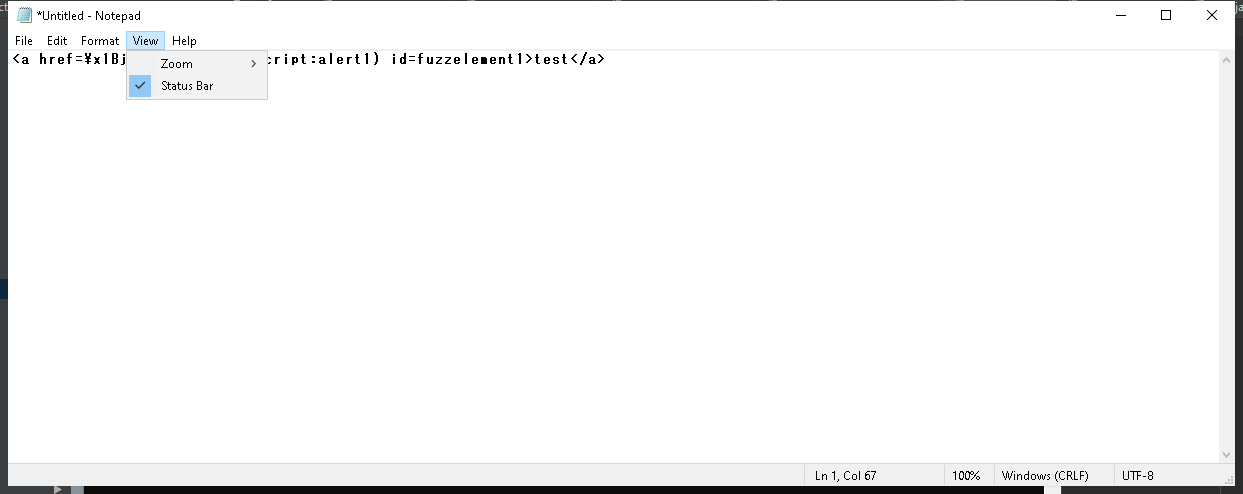 *Untitled - Notepad
File Edit Format View Help
<a href=¥x1Bj cript:alert1) id=fuzzelement1>test</a>
Zoom
Status Bar
Ln 1, Col 67 100% Windows (CRLF) UTF-8